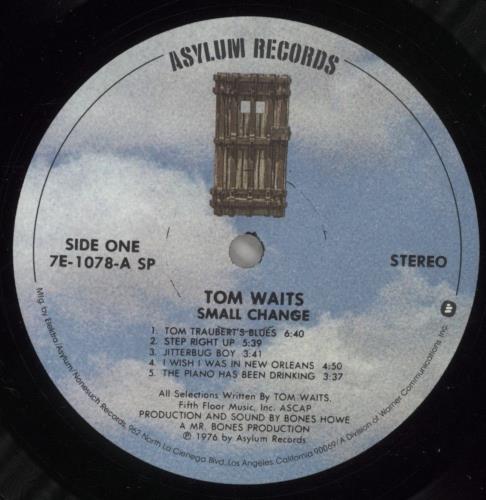 ASYLUM RECORDS
SIDE ONE
7E-1078-A SP
STEREO
TOM WAITS
SMALL CHANGE
1. TOM TRAUBERT'S BLUES 6:40
2. STEP RIGHT UP 5:39
3. JITTERBUG BOY 3:41
4. I WISH I WAS IN NEW ORLEANS 4:50
5. THE PIANO HAS BEEN DRINKING 3:37
All Selections Written By TOM WAITS.
Fifth Floor Music, Inc. ASCAP
PRODUCTION AND SOUND BY BONES HOWE
A MR. BONES PRODUCTION
℗ 1976 by Asylum Records
Mfg. by Elektra/Asylum/Nonesuch Records, 962 North La Cienega Blvd., Los Angeles, California 90069/A Division of Warner Communications Inc.